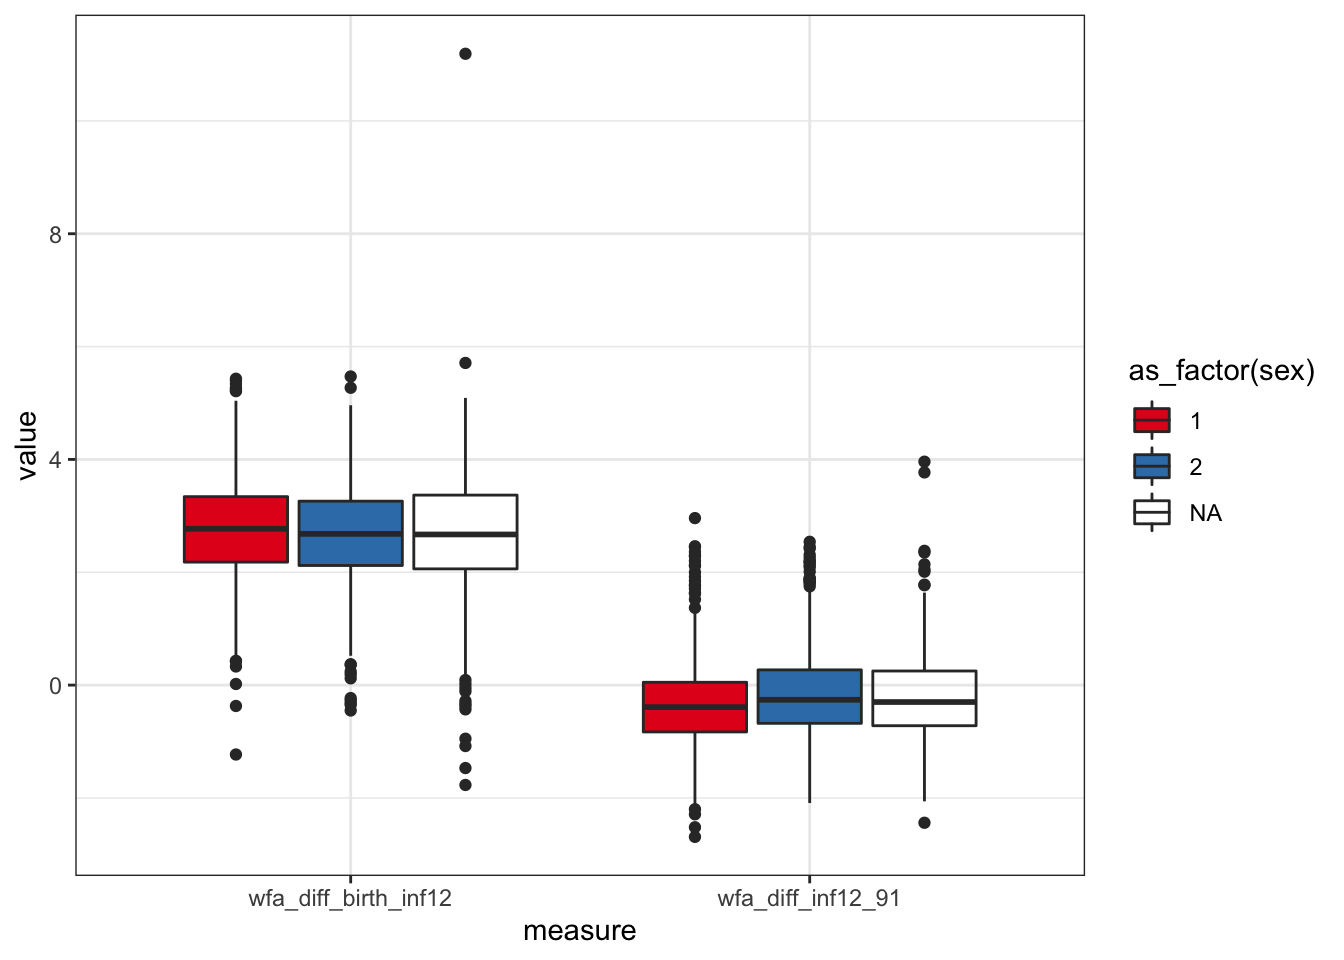 value
8
4
0
wfa_diff_birth_inf12
wfa_diff_inf12_91
measure
as_factor(sex)
1
2
NA